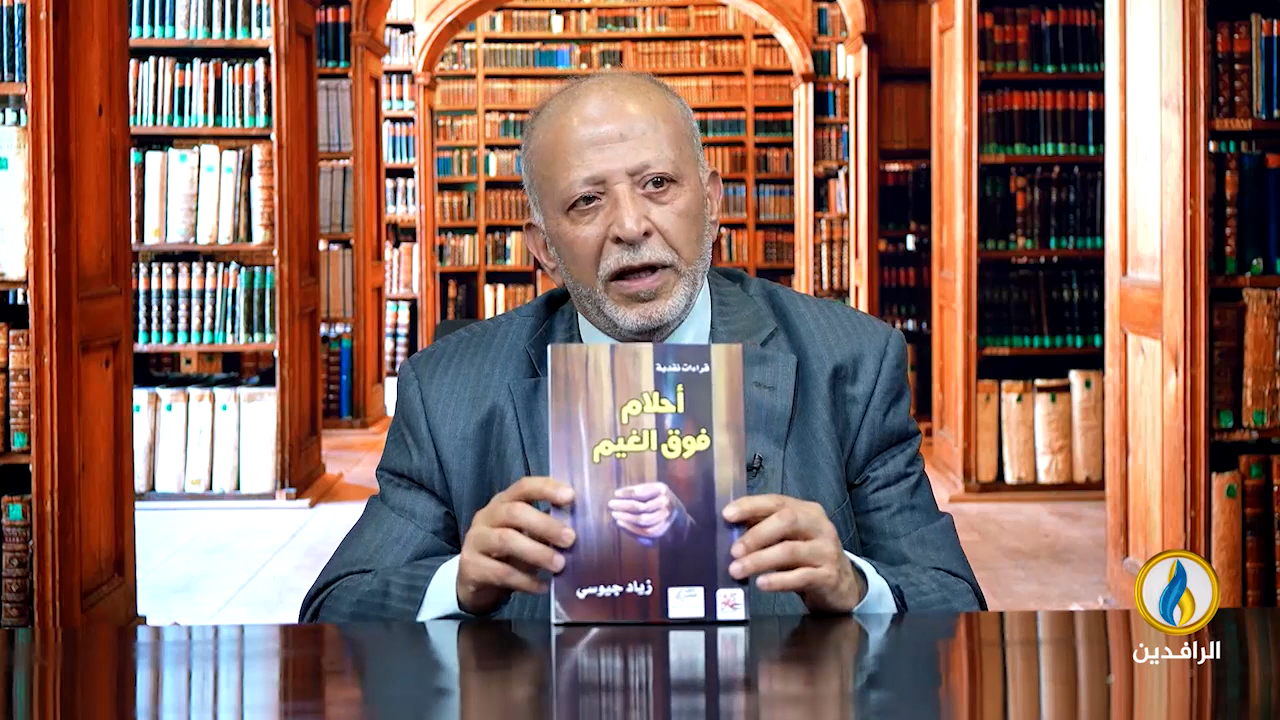 قراءات نقدية
أحلام
فوق الغيم
زياد جيوسي
الرافدين